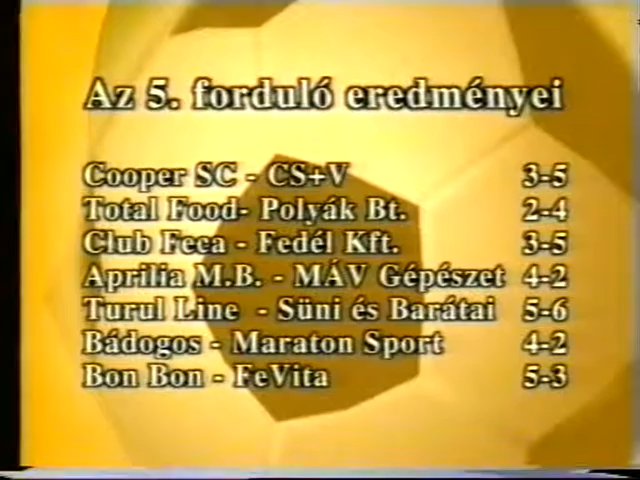 Az 5. forduló eredményei
Cooper SC - CS+V 3-5
Total Food- Polyák Bt. 2-4
Club Feca - Fedél Kft. 3-5
Aprilia M.B. - MÁV Gépészet 4-2
Turul Line - Süni és Barátai 5-6
Bádogos - Maraton Sport 4-2
Bon Bon - FeVita 5-3